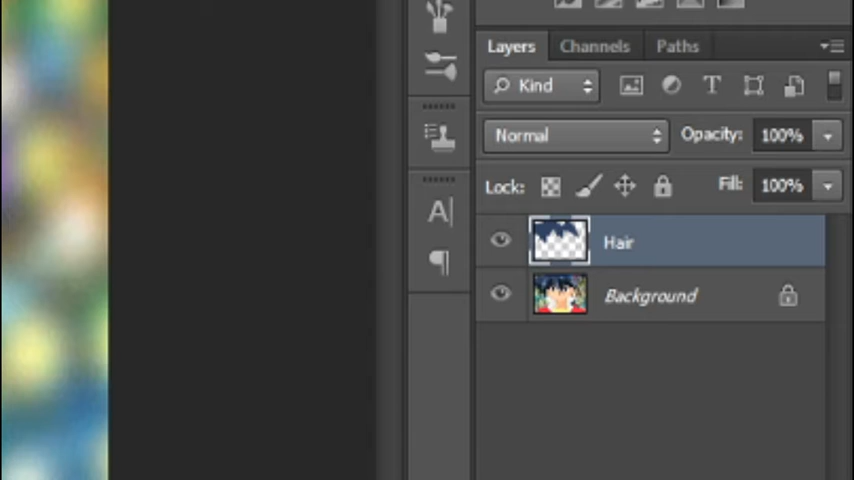 Layers Channels Paths
Kind T
Normal Opacity: 100%
Lock: Fill: 100%
A
Hair
Background